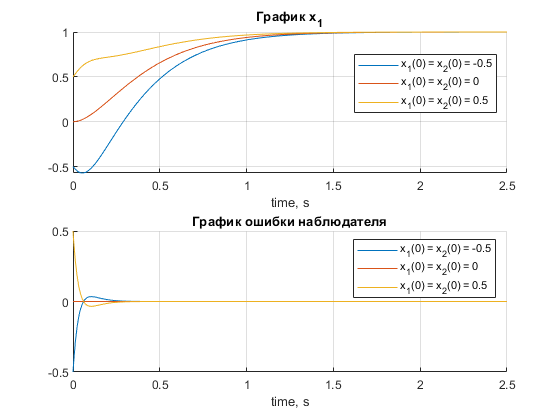 График x₁
1
0.5
0
-0.5
x₁(0) = x₂(0) = -0.5
x₁(0) = x₂(0) = 0
x₁(0) = x₂(0) = 0.5
0 0.5 1 1.5 2 2.5
time, s
График ошибки наблюдателя
0.5
0
-0.5
x₁(0) = x₂(0) = -0.5
x₁(0) = x₂(0) = 0
x₁(0) = x₂(0) = 0.5
0 0.5 1 1.5 2 2.5
time, s